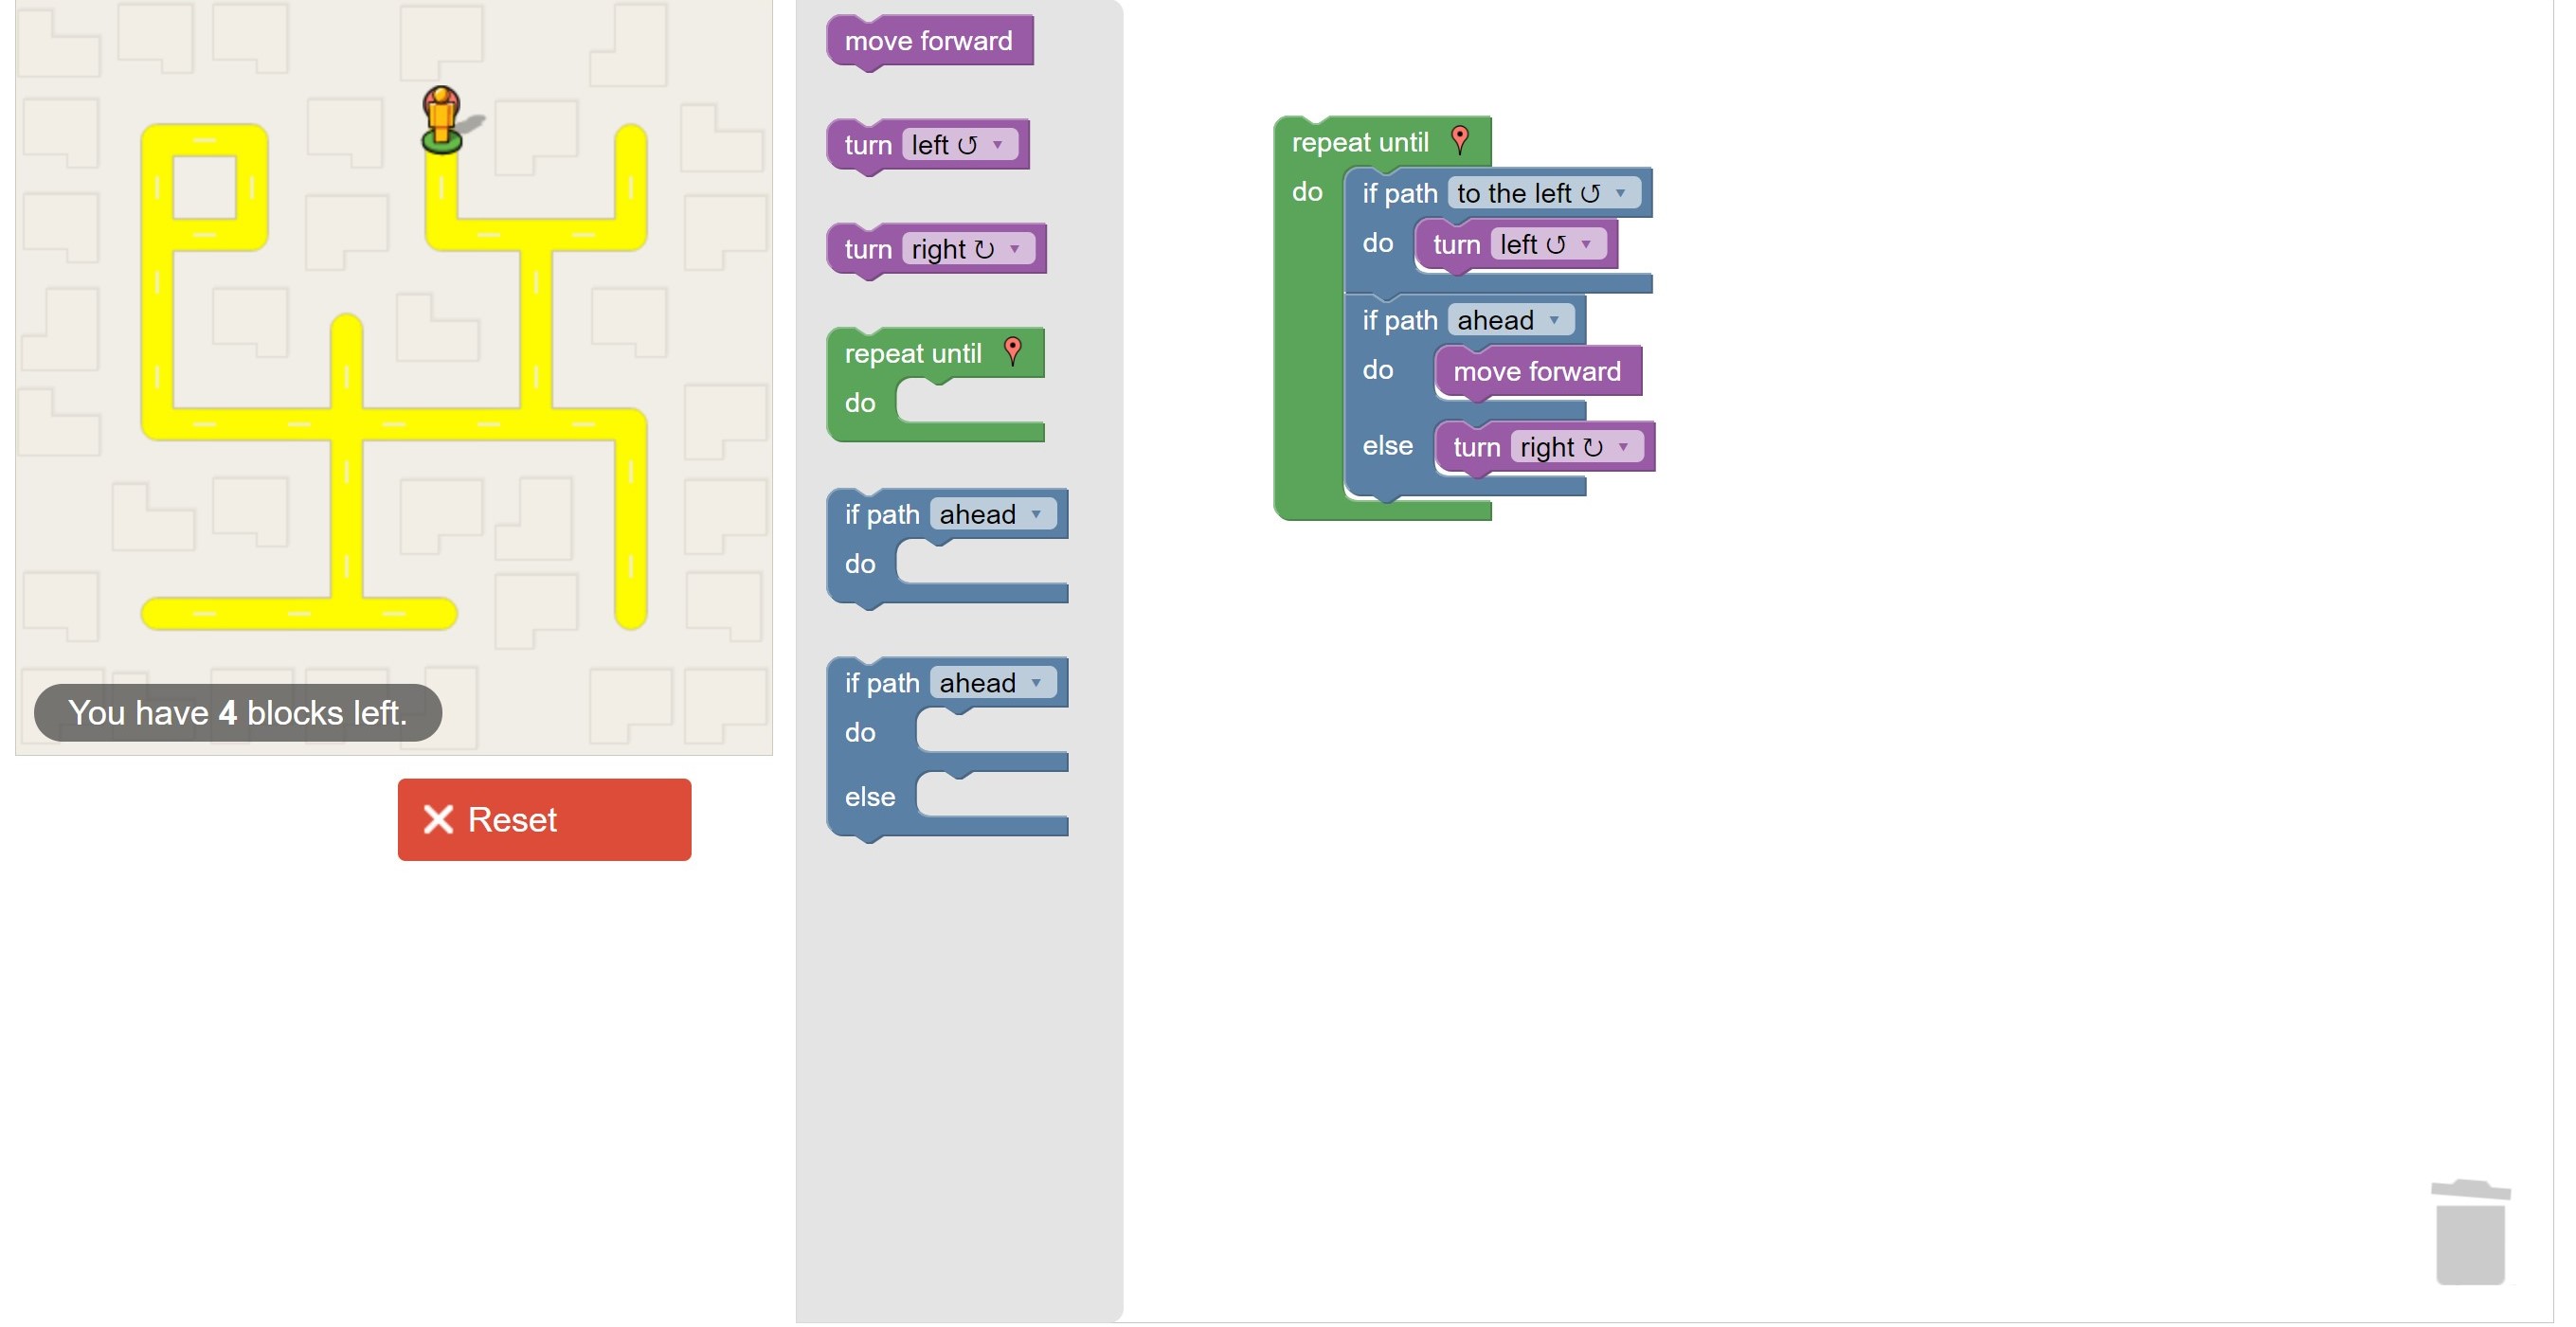 You have 4 blocks left.
Reset
move forward
turn left ↺ ▼
turn right ↻ ▼
repeat until
do
if path ahead ▼
do
if path ahead ▼
do
else
repeat until
do
if path to the left ↺ ▼
do
turn left ↺ ▼
if path ahead ▼
do
move forward
else
turn right ↻ ▼